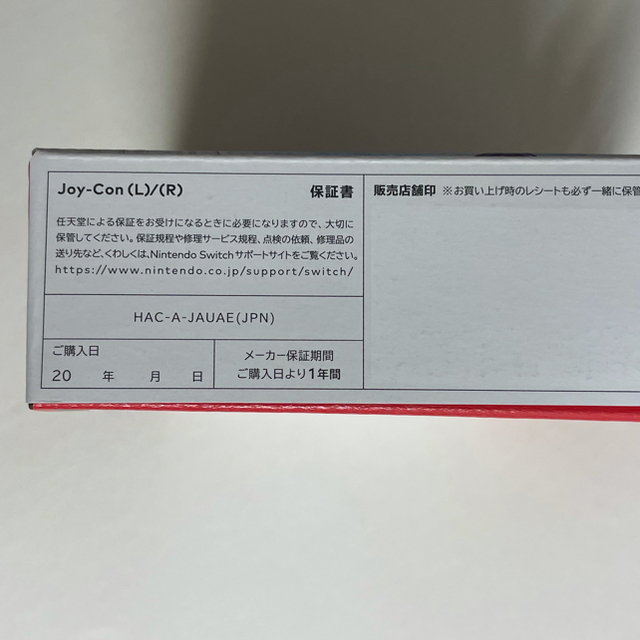 Joy-Con (L)/(R) 保証書
任天堂による保証をお受けになるときに必要になりますので、大切に
保管してください。保証規程や修理サービス規程、点検の依頼、修理品の
送り先など、くわしくは、Nintendo Switchサポートサイトをご覧ください。
https://www.nintendo.co.jp/support/switch/
HAC-A-JAUAE(JPN)
ご購入日
20 年 月 日
メーカー保証期間
ご購入日より1年間
販売店舗印 ※お買い上げ時のレシートも必ず一緒に保管